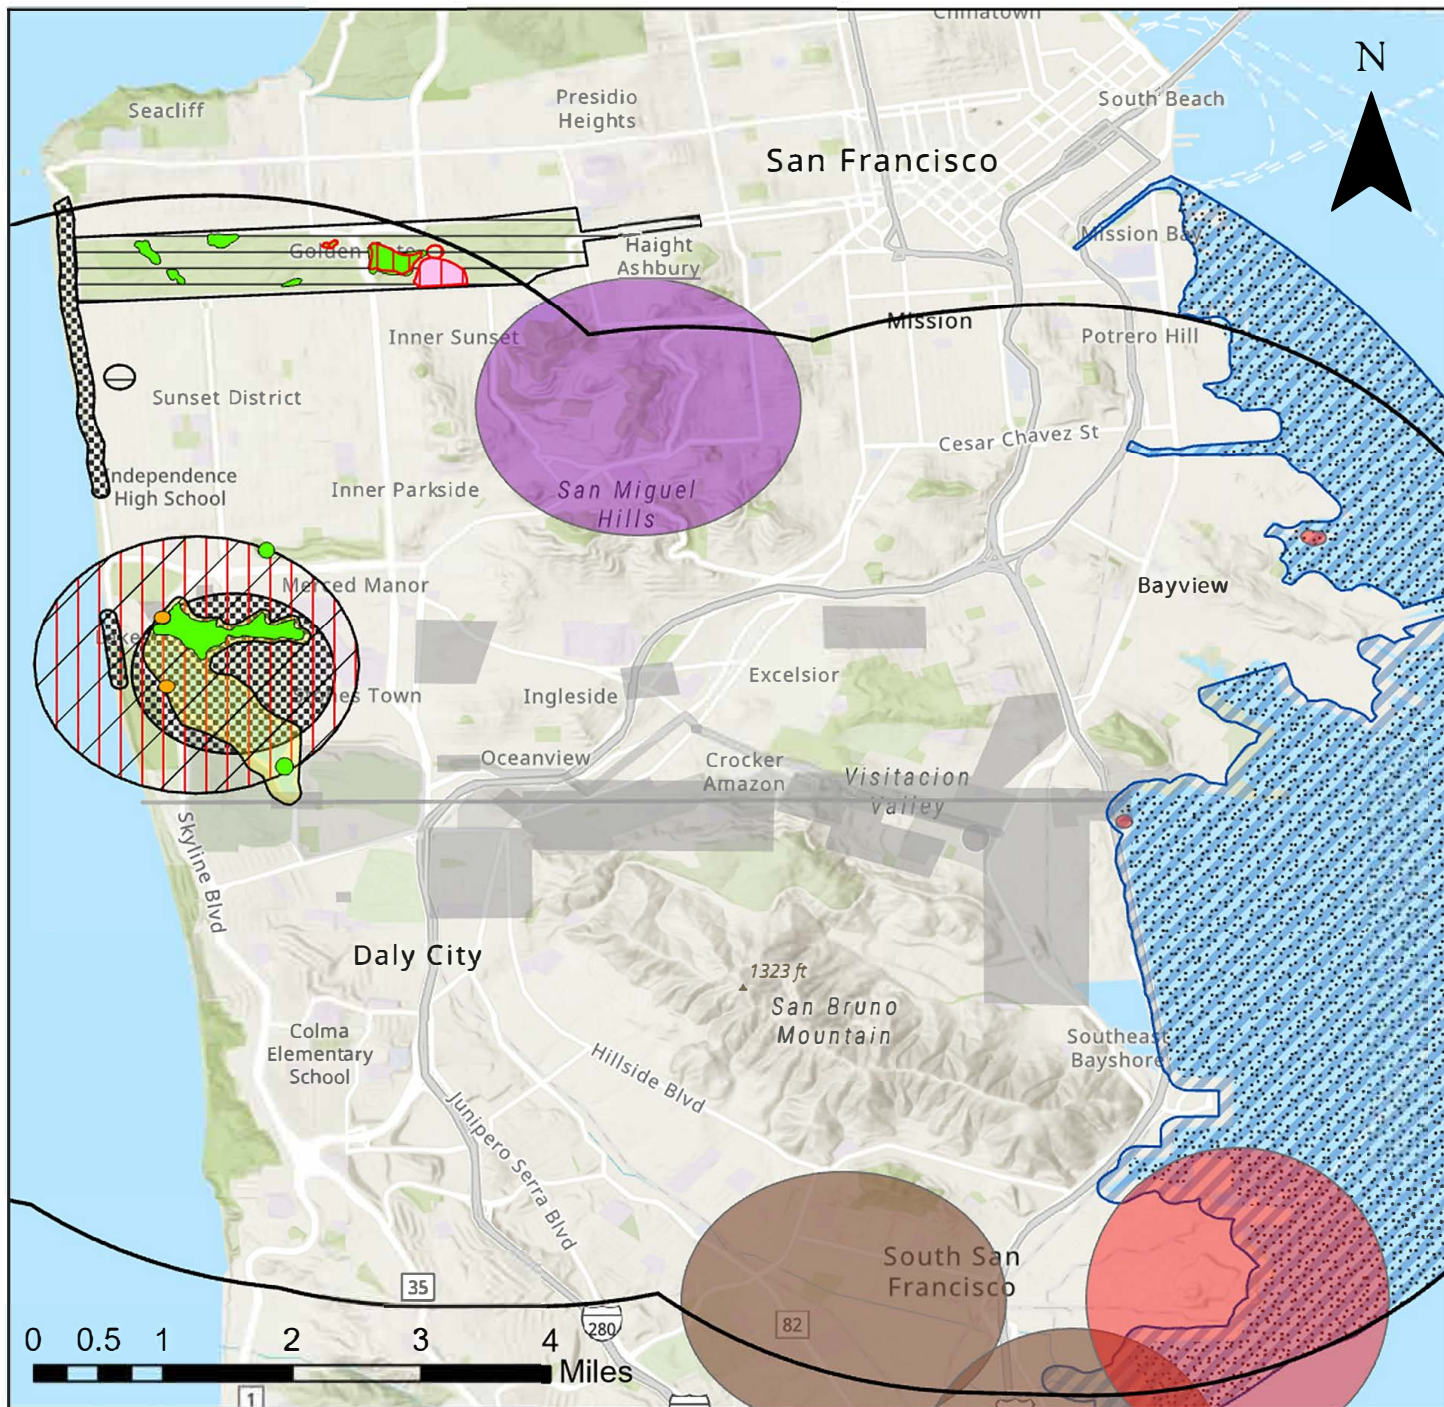 Chinatown
N
Seacliff
Presidio
Heights
South Beach
San Francisco
Golden
Mission Bay
Haight
Ashbury
Inner Sunset
Mission
Potrero Hill
Sunset District
Cesar Chavez St
Independence
High School
Inner Parkside
San Miguel
Hills
Merced Manor
Bayview
Excelsior
Ingleside
Town
Oceanview
Crocker
Amazon
Visitacion
Valley
Skyline Blvd
Daly City
1323 ft
San Bruno
Mountain
Colma
Elementary
School
Southeast
Bayshore
Hillside Blvd
Junipero Serra Blvd
South San
Francisco
35
280
82
0 0.5 1 2 3 4
Miles
1